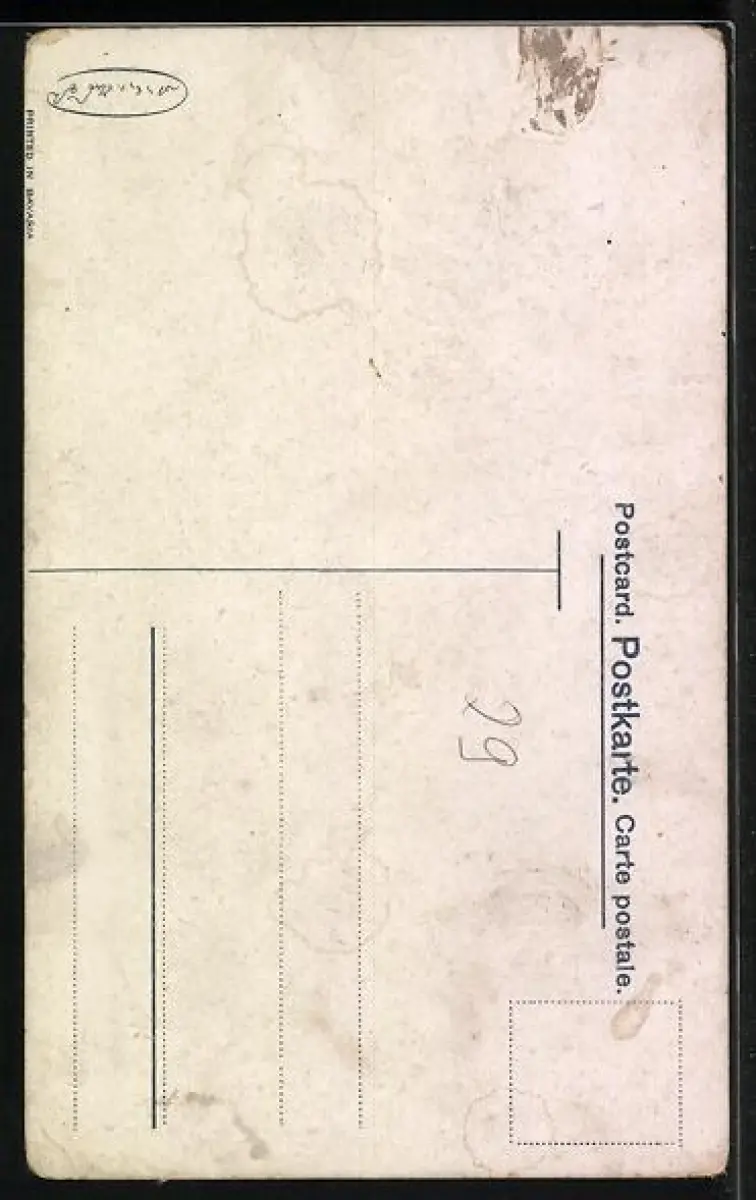 Postcard. Postkarte. Carte postale.
29
PRINTED IN BAVARIA